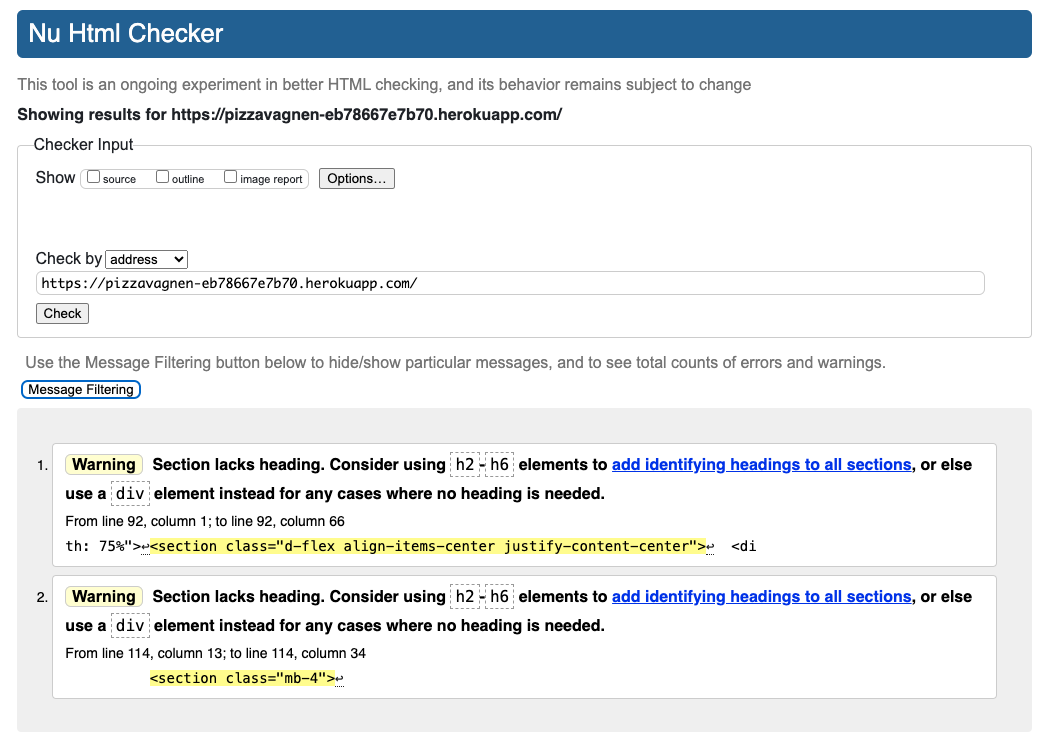 Nu Html Checker
This tool is an ongoing experiment in better HTML checking, and its behavior remains subject to change
Showing results for https://pizzavagnen-eb78667e7b70.herokuapp.com/
Checker Input
Show source outline image report Options...
Check by address
https://pizzavagnen-eb78667e7b70.herokuapp.com/
Check
Use the Message Filtering button below to hide/show particular messages, and to see total counts of errors and warnings.
Message Filtering
1. Warning Section lacks heading. Consider using h2-h6 elements to add identifying headings to all sections, or else
use a div element instead for any cases where no heading is needed.
From line 92, column 1; to line 92, column 66
th: 75%">↩<section class="d-flex align-items-center justify-content-center">↩ <di
2. Warning Section lacks heading. Consider using h2-h6 elements to add identifying headings to all sections, or else
use a div element instead for any cases where no heading is needed.
From line 114, column 13; to line 114, column 34
<section class="mb-4">↩